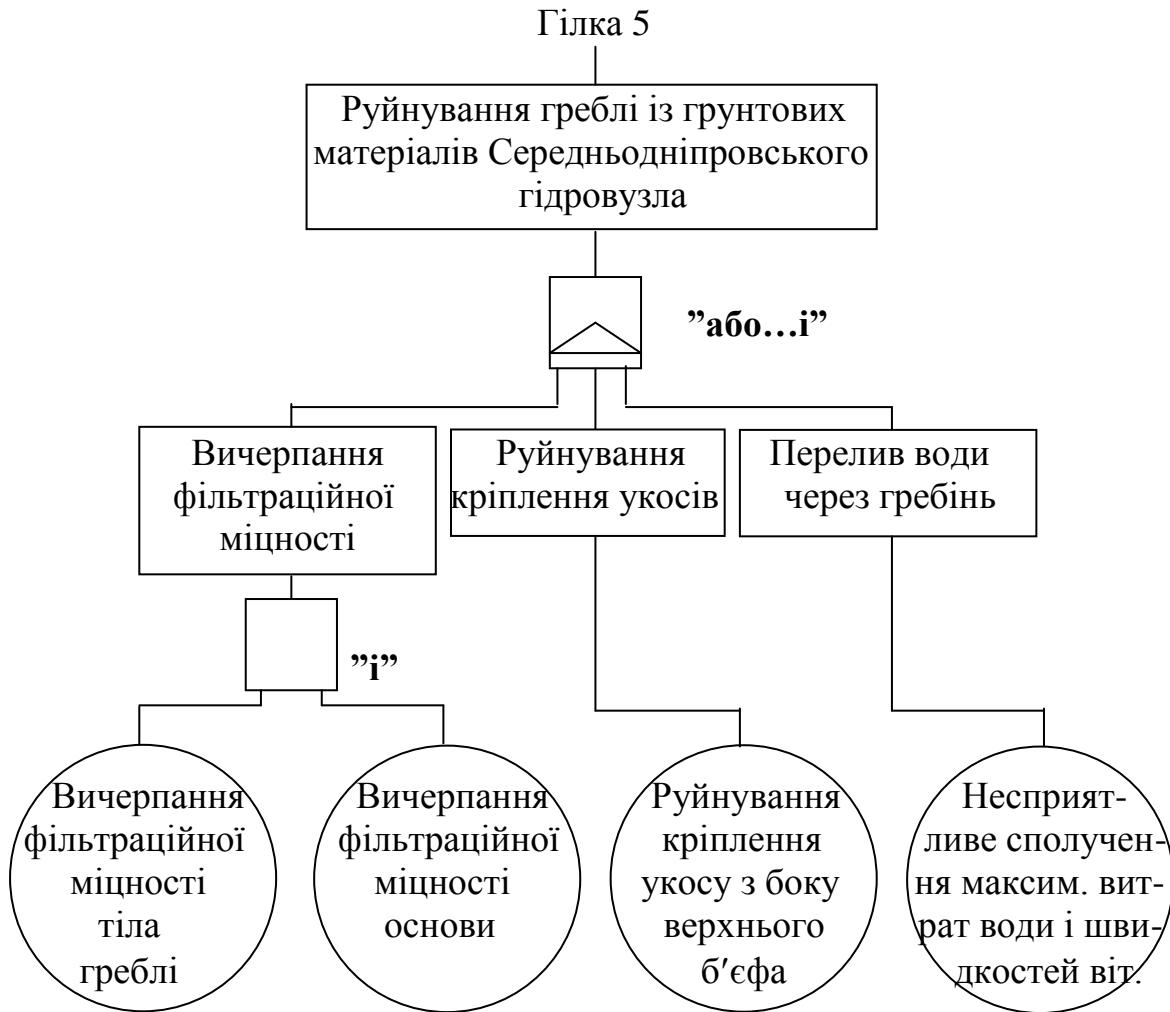 Гілка 5
Руйнування греблі із грунтових
матеріалів Середньодніпровського
гідровузла
”або…і”
Вичерпання
фільтраційної
міцності
Руйнування
кріплення укосів
Перелив води
через гребінь
”і”
Вичерпання
фільтраційної
міцності
тіла
греблі
Вичерпання
фільтраційної
міцності
основи
Руйнування
кріплення
укосу з боку
верхнього
б′єфа
Несприят-
ливе сполучен-
ня максим. вит-
рат води і шви-
дкостей віт.